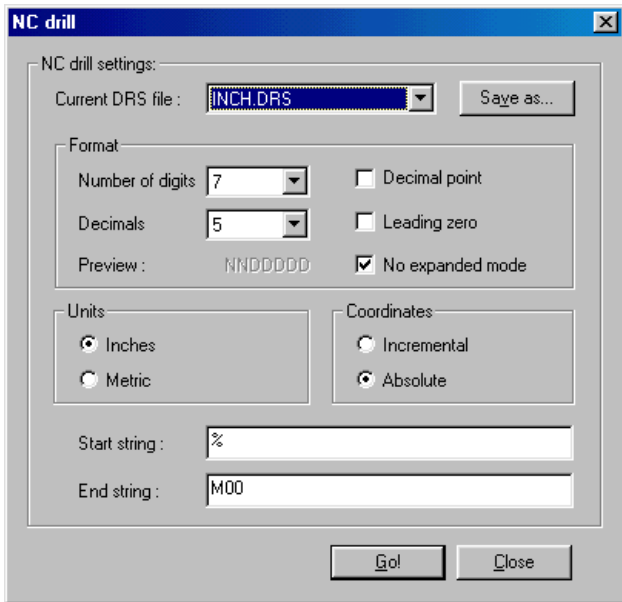 NC drill
NC drill settings:
Current DRS file : INCH.DRS Save as...
Format
Number of digits 7 Decimal point
Decimals 5 Leading zero
Preview : NNDDDDD No expanded mode
Units Coordinates
Inches Incremental
Metric Absolute
Start string : %
End string : M00
Go! Close